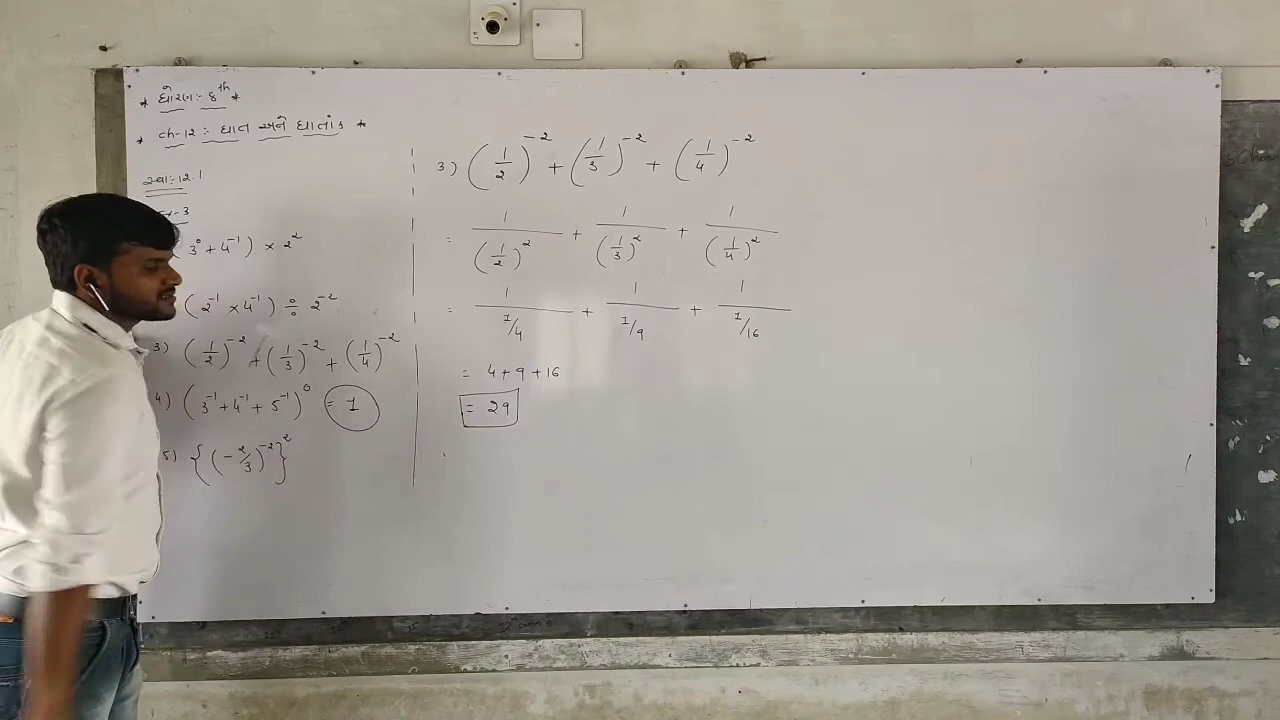 * ધોરણ:- ૪th *
* ch-12 :- ઘાત અને ઘાતાંક *
સ્વા:-12.1
-3
3⁰ + 4⁻¹) × 2²
(2⁻¹ × 4⁻¹) ÷ 2⁻²
3) (1/2)⁻² + (1/3)⁻² + (1/4)⁻²
4) (3⁻¹ + 4⁻¹ + 5⁻¹)⁰ = 1
5) {(-2/3)⁻²}²
3) (1/2)⁻² + (1/3)⁻² + (1/4)⁻²
= 1/(1/2)² + 1/(1/3)² + 1/(1/4)²
= 1/(1/4) + 1/(1/9) + 1/(1/16)
= 4 + 9 + 16
= 29